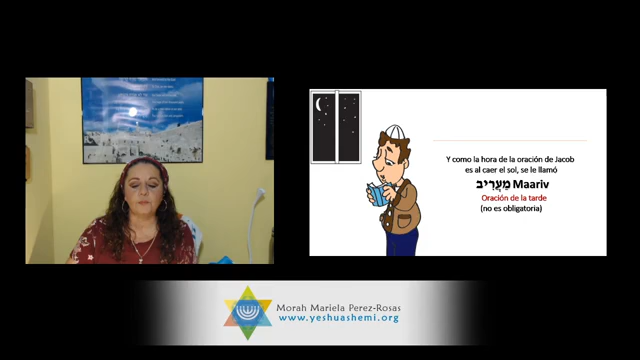 Y como la hora de la oración de Jacob
es al caer el sol, se le llamó
מַעֲרִיב Maariv
Oración de la tarde
(no es obligatoria)
Morah Mariela Perez-Rosas
www.yeshuashemi.org